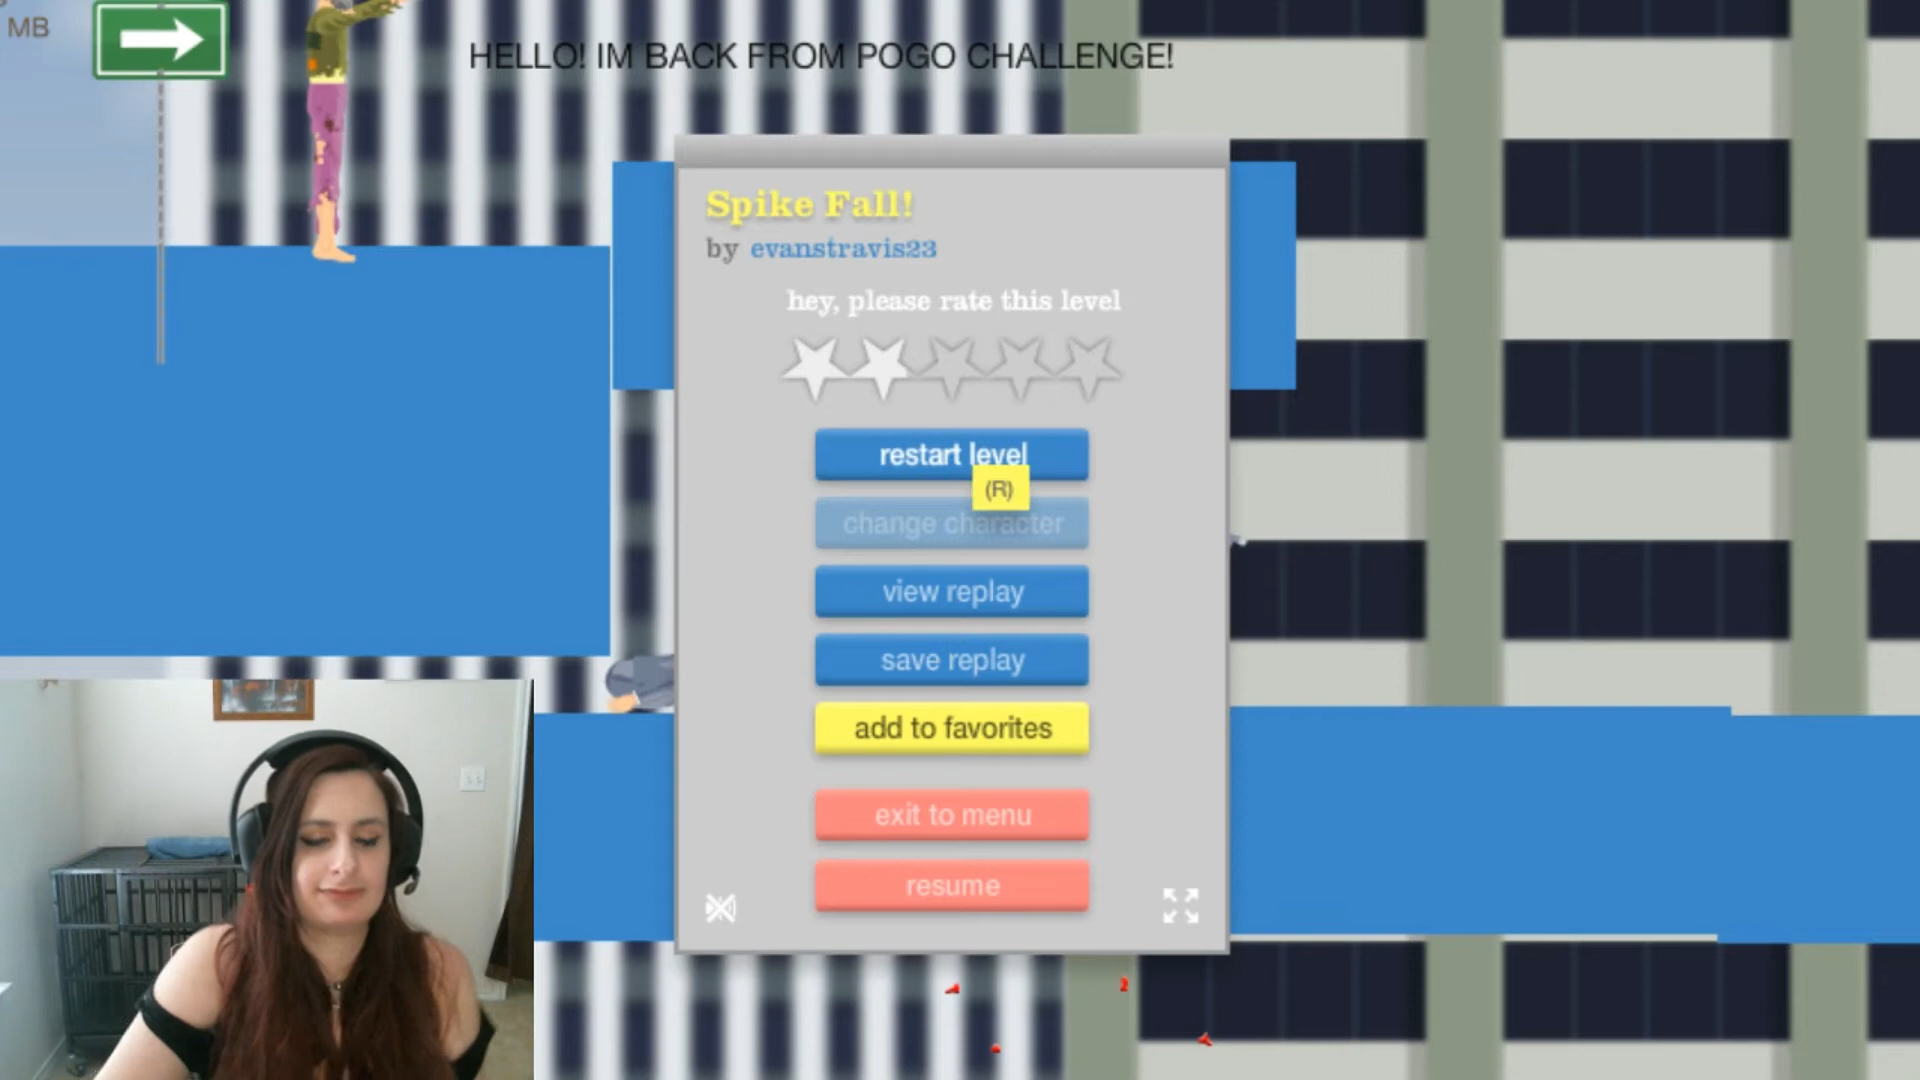 MB
HELLO! IM BACK FROM POGO CHALLENGE!
Spike Fall!
by evanstravis23
hey, please rate this level
restart level
(R)
change character
view replay
save replay
add to favorites
exit to menu
resume